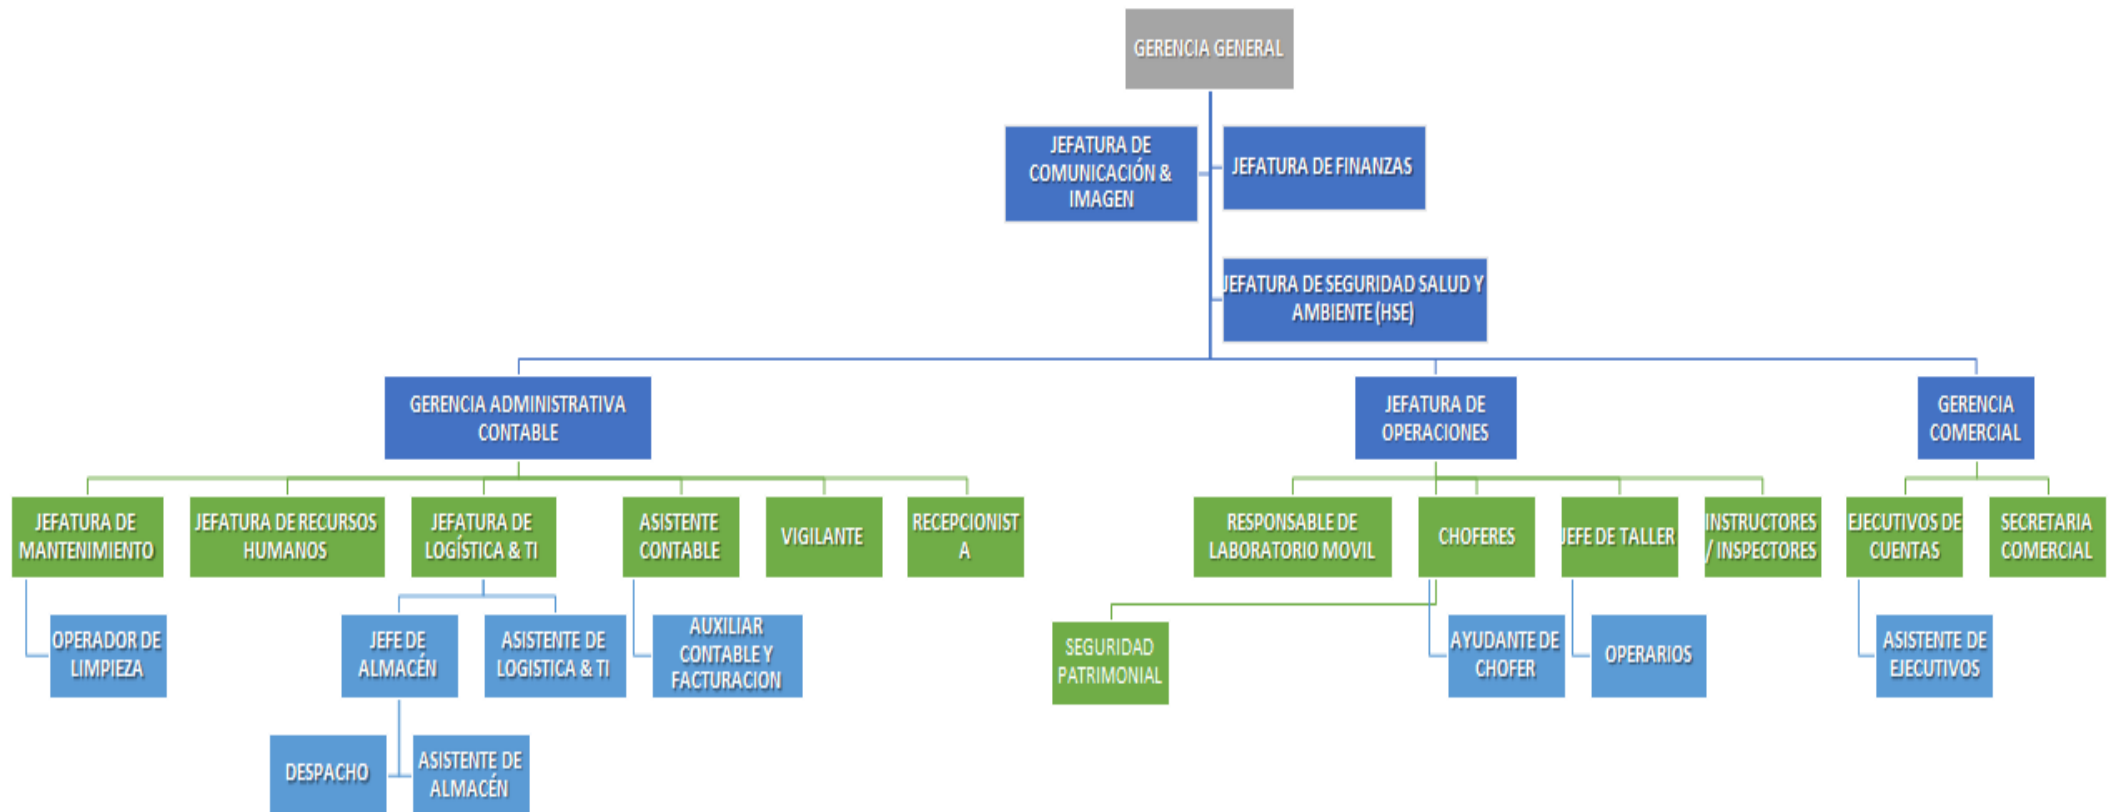 GERENCIA GENERAL
JEFATURA DE
COMUNICACIÓN &
IMAGEN
JEFATURA DE FINANZAS
JEFATURA DE SEGURIDAD SALUD Y
AMBIENTE (HSE)
GERENCIA ADMINISTRATIVA
CONTABLE
JEFATURA DE
OPERACIONES
GERENCIA
COMERCIAL
JEFATURA DE
MANTENIMIENTO
JEFATURA DE RECURSOS
HUMANOS
JEFATURA DE
LOGÍSTICA & TI
ASISTENTE
CONTABLE
VIGILANTE
RECEPCIONIST
A
RESPONSABLE DE
LABORATORIO MOVIL
CHOFERES
JEFE DE TALLER
INSTRUCTORES
/ INSPECTORES
EJECUTIVOS DE
CUENTAS
SECRETARIA
COMERCIAL
OPERADOR DE
LIMPIEZA
JEFE DE
ALMACÉN
ASISTENTE DE
LOGISTICA & TI
AUXILIAR
CONTABLE Y
FACTURACION
SEGURIDAD
PATRIMONIAL
AYUDANTE DE
CHOFER
OPERARIOS
ASISTENTE DE
EJECUTIVOS
DESPACHO
ASISTENTE DE
ALMACÉN